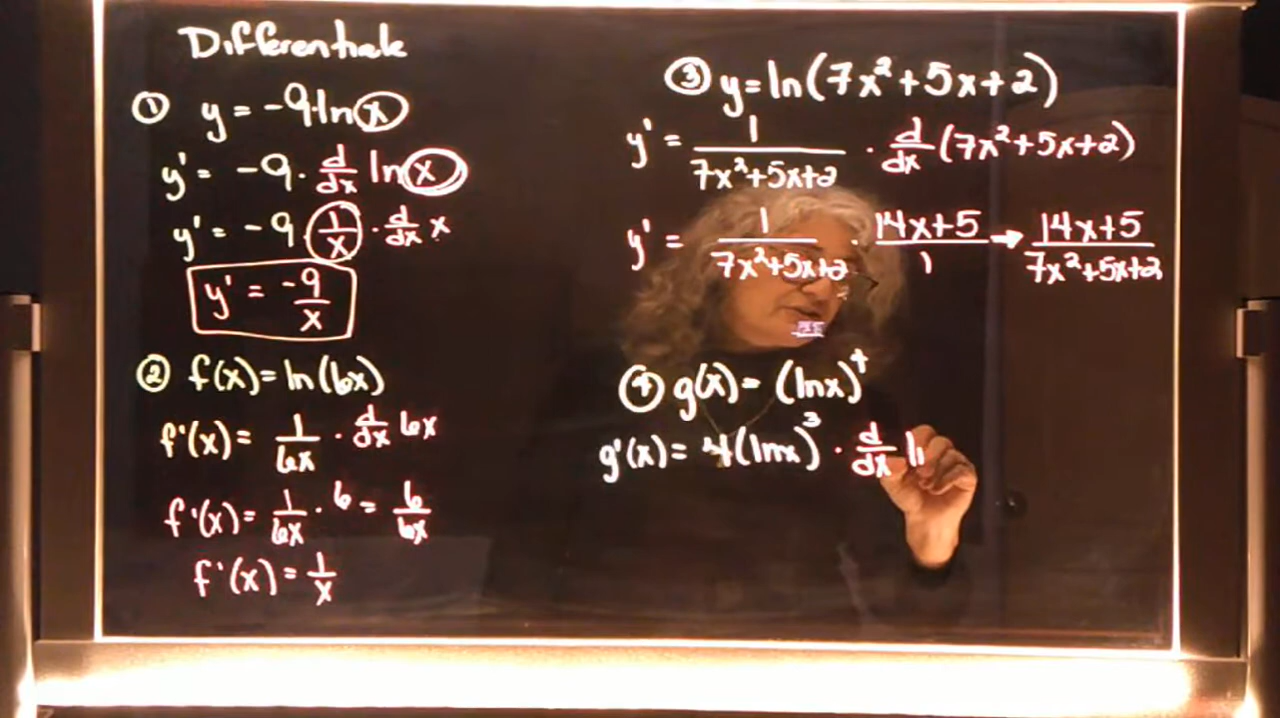 Differentiate
① y = -9 ln x
y' = -9 · d/dx ln x
y' = -9 · 1/x · d/dx x
y' = -9/x
② f(x) = ln(6x)
f'(x) = 1/6x · d/dx 6x
f'(x) = 1/6x · 6 = 6/6x
f'(x) = 1/x
③ y = ln(7x²+5x+2)
y' = 1/7x²+5x+2 · d/dx (7x²+5x+2)
y' = 1/7x²+5x+2 · 14x+5/1 → 14x+5/7x²+5x+2
④ g(x) = (ln x)⁴
g'(x) = 4(ln x)³ · d/dx l